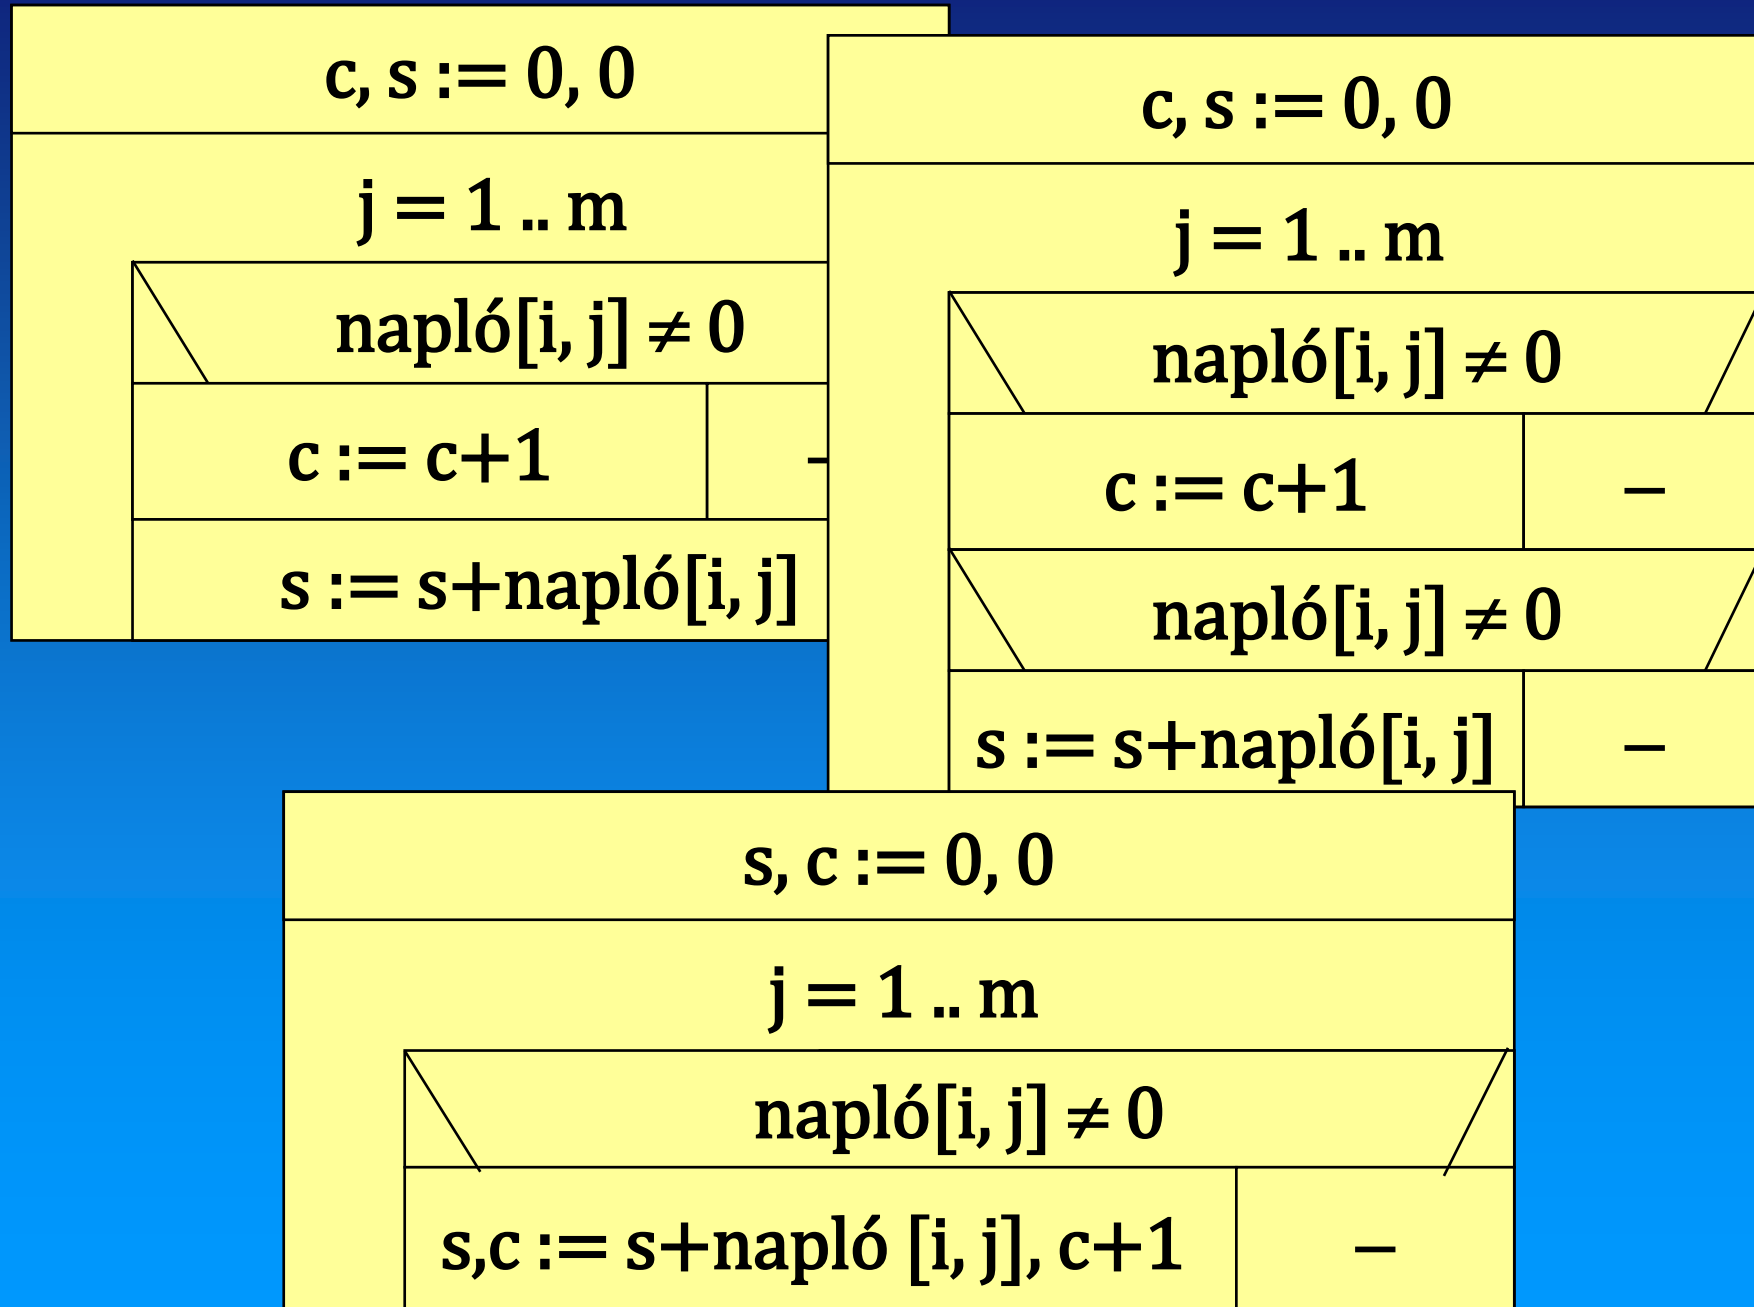 c, s := 0, 0
j = 1 .. m
napló[i, j] ≠ 0
c := c+1
–
s := s+napló[i, j]
c, s := 0, 0
j = 1 .. m
napló[i, j] ≠ 0
c := c+1
–
napló[i, j] ≠ 0
s := s+napló[i, j]
–
s, c := 0, 0
j = 1 .. m
napló[i, j] ≠ 0
s,c := s+napló [i, j], c+1
–